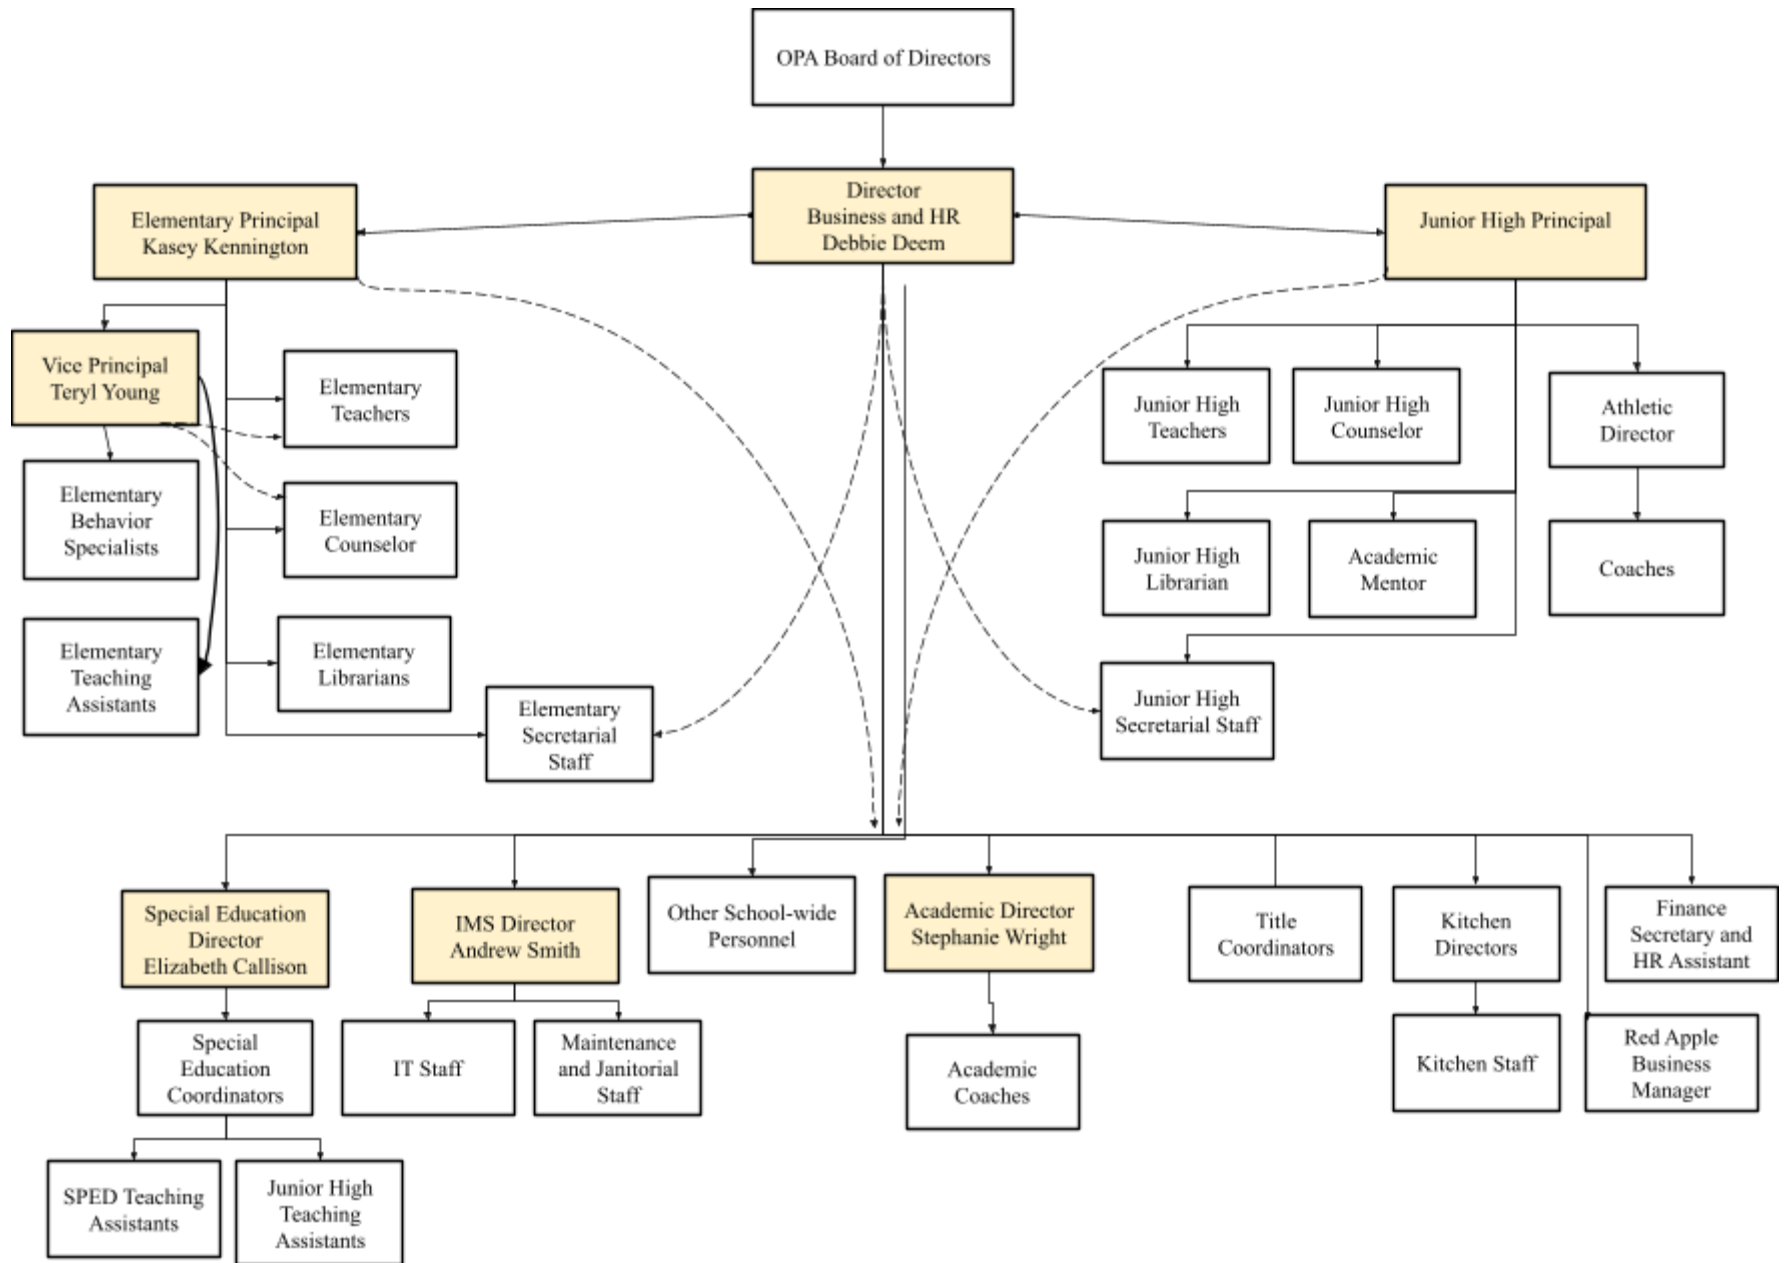 OPA Board of Directors
Director
Business and HR
Debbie Deem
Elementary Principal
Kasey Kennington
Junior High Principal
Vice Principal
Teryl Young
Elementary
Teachers
Elementary
Behavior
Specialists
Elementary
Counselor
Elementary
Teaching
Assistants
Elementary
Librarians
Elementary
Secretarial
Staff
Junior High
Teachers
Junior High
Counselor
Athletic
Director
Junior High
Librarian
Academic
Mentor
Coaches
Junior High
Secretarial Staff
Special Education
Director
Elizabeth Callison
IMS Director
Andrew Smith
Other School-wide
Personnel
Academic Director
Stephanie Wright
Title
Coordinators
Kitchen
Directors
Finance
Secretary and
HR Assistant
Special
Education
Coordinators
IT Staff
Maintenance
and Janitorial
Staff
Academic
Coaches
Kitchen Staff
Red Apple
Business
Manager
SPED Teaching
Assistants
Junior High
Teaching
Assistants